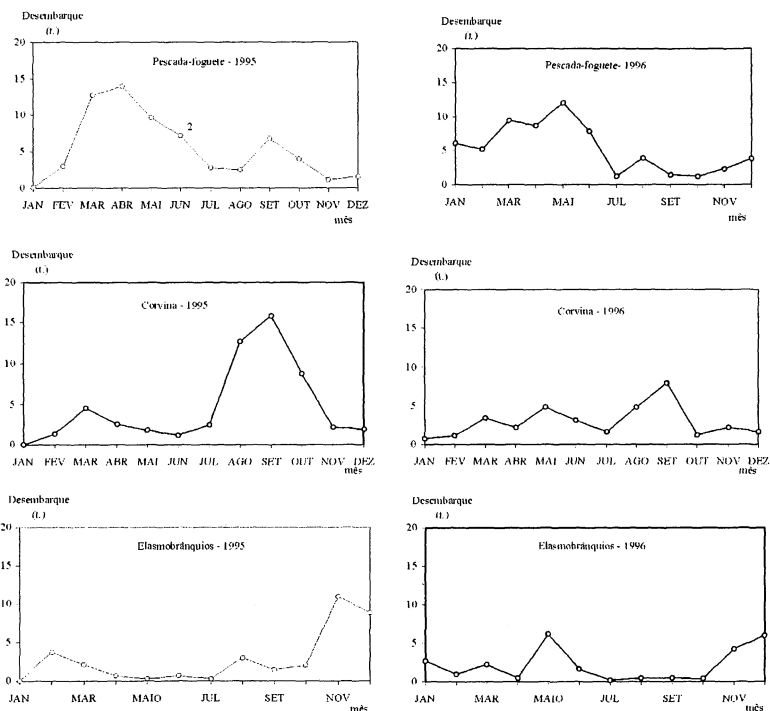 Desembarque
(t.)
20
15
10
5
0
Pescada-foguete - 1995
2
JAN FEV MAR ABR MAI JUN JUL AGO SET OUT NOV DEZ
mês
Desembarque
(t.)
20
15
10
5
0
Pescada-foguete- 1996
JAN MAR MAI JUL SET NOV
mês
Desembarque
(t.)
20
15
10
5
0
Corvina - 1995
JAN FEV MAR ABR MAI JUN JUL AGO SET OUT NOV DEZ
mês
Desembarque
(t.)
20
15
10
5
0
Corvina - 1996
JAN FEV MAR ABR MAI JUN JUL AGO SET OUT NOV DEZ
mês
Desembarque
(t.)
20
15
10
5
0
Elasmobrânquios - 1995
JAN MAR MAIO JUL SET NOV
mês
Desembarque
(t.)
20
15
10
5
0
Elasmobrânquios - 1996
JAN MAR MAIO JUL SET NOV
mês